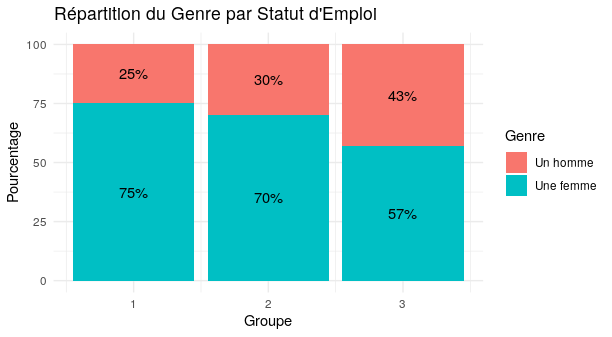 Répartition du Genre par Statut d'Emploi
100
75
50
25
0
Pourcentage
25%
30%
43%
75%
70%
57%
1
2
3
Groupe
Genre
Un homme
Une femme